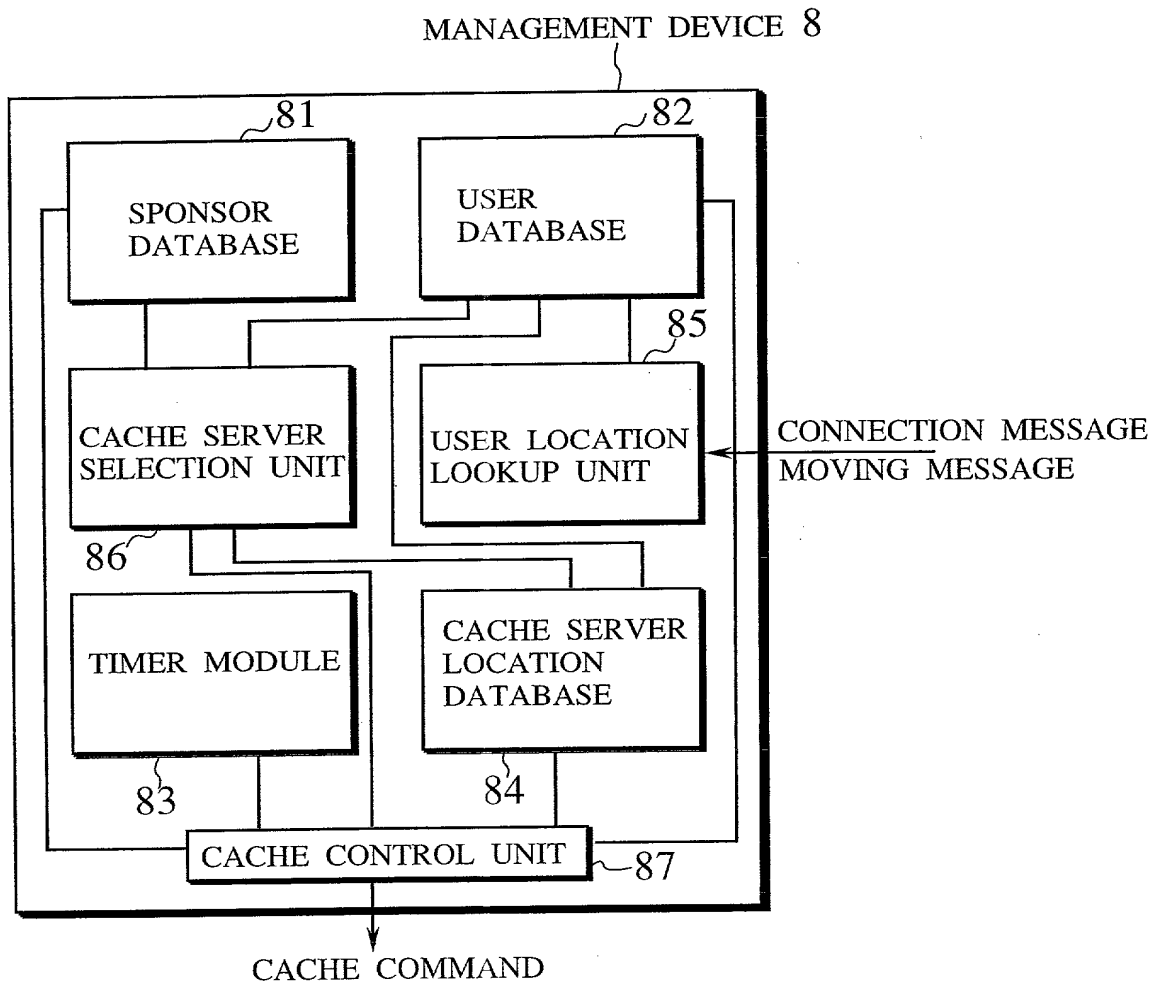 MANAGEMENT DEVICE 8
81
82
SPONSOR
DATABASE
USER
DATABASE
85
CACHE SERVER
SELECTION UNIT
USER LOCATION
LOOKUP UNIT
CONNECTION MESSAGE
MOVING MESSAGE
86
TIMER MODULE
CACHE SERVER
LOCATION
DATABASE
83
84
CACHE CONTROL UNIT
87
CACHE COMMAND